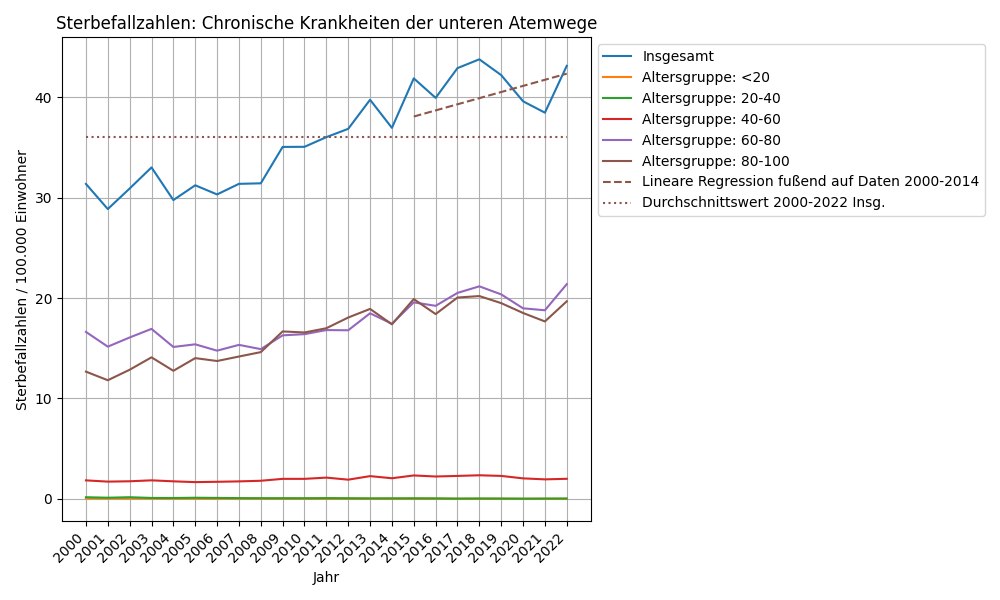 Sterbefallzahlen: Chronische Krankheiten der unteren Atemwege
Sterbefallzahlen / 100.000 Einwohner
40
30
20
10
0
2000
2001
2002
2003
2004
2005
2006
2007
2008
2009
2010
2011
2012
2013
2014
2015
2016
2017
2018
2019
2020
2021
2022
Jahr
Insgesamt
Altersgruppe: <20
Altersgruppe: 20-40
Altersgruppe: 40-60
Altersgruppe: 60-80
Altersgruppe: 80-100
Lineare Regression fußend auf Daten 2000-2014
Durchschnittswert 2000-2022 Insg.